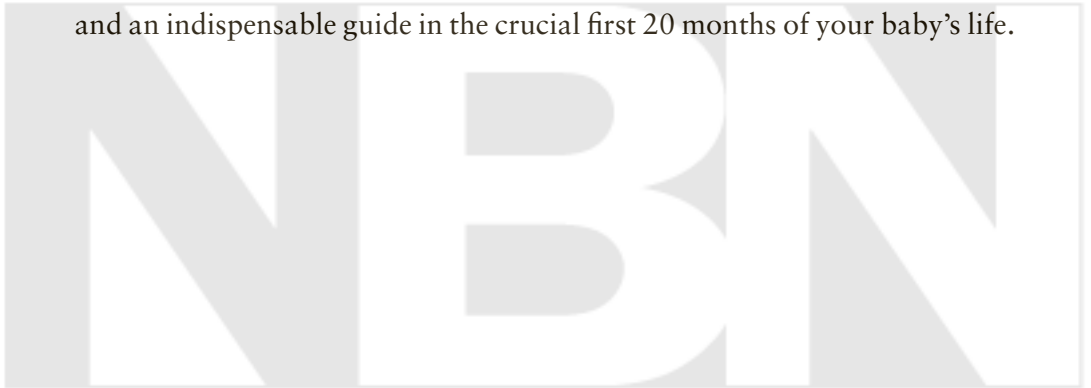 and an indispensable guide in the crucial first 20 months of your baby’s life.
NBN